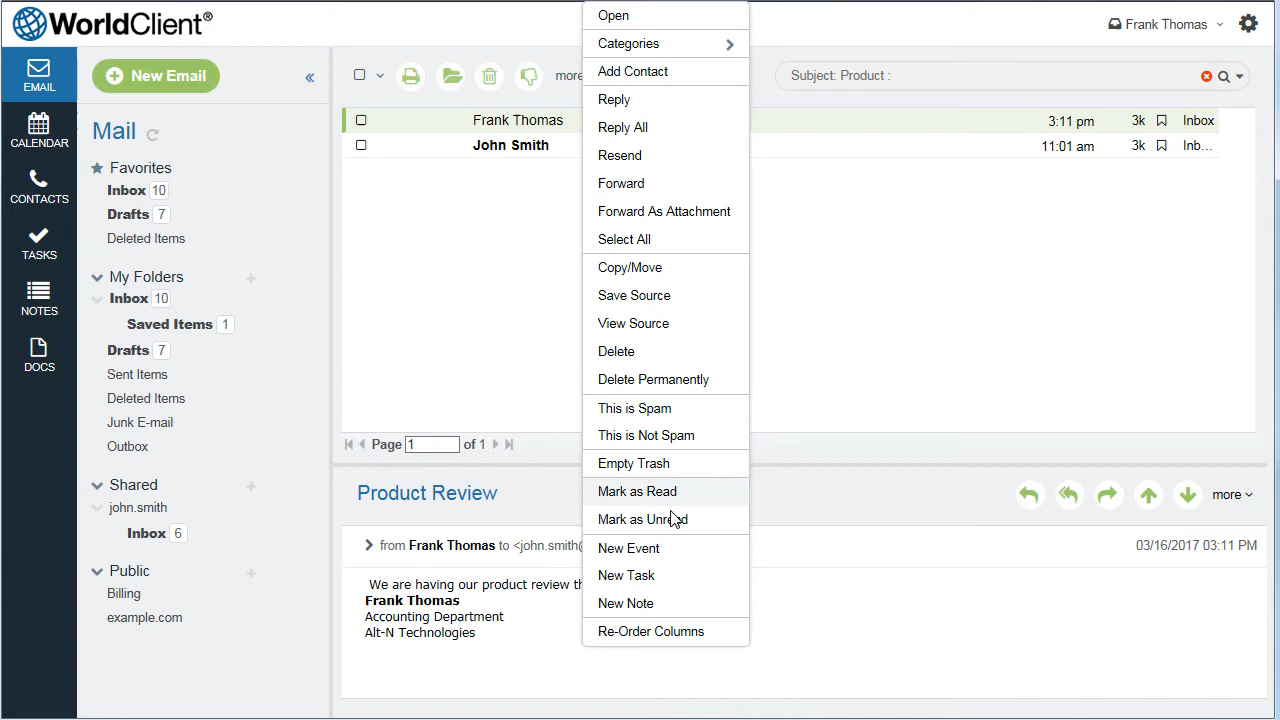 WorldClient®
Frank Thomas
EMAIL
CALENDAR
CONTACTS
TASKS
NOTES
DOCS
New Email
Mail
Favorites
Inbox 10
Drafts 7
Deleted Items
My Folders
Inbox 10
Saved Items 1
Drafts 7
Sent Items
Deleted Items
Junk E-mail
Outbox
Shared
john.smith
Inbox 6
Public
Billing
example.com
more
Subject: Product :
Frank Thomas 3:11 pm 3k Inbox
John Smith 11:01 am 3k Inb...
Page 1 of 1
Open
Categories
Add Contact
Reply
Reply All
Resend
Forward
Forward As Attachment
Select All
Copy/Move
Save Source
View Source
Delete
Delete Permanently
This is Spam
This is Not Spam
Empty Trash
Mark as Read
Mark as Unread
New Event
New Task
New Note
Re-Order Columns
Product Review
more
from Frank Thomas to <john.smith@
03/16/2017 03:11 PM
We are having our product review
Frank Thomas
Accounting Department
Alt-N Technologies